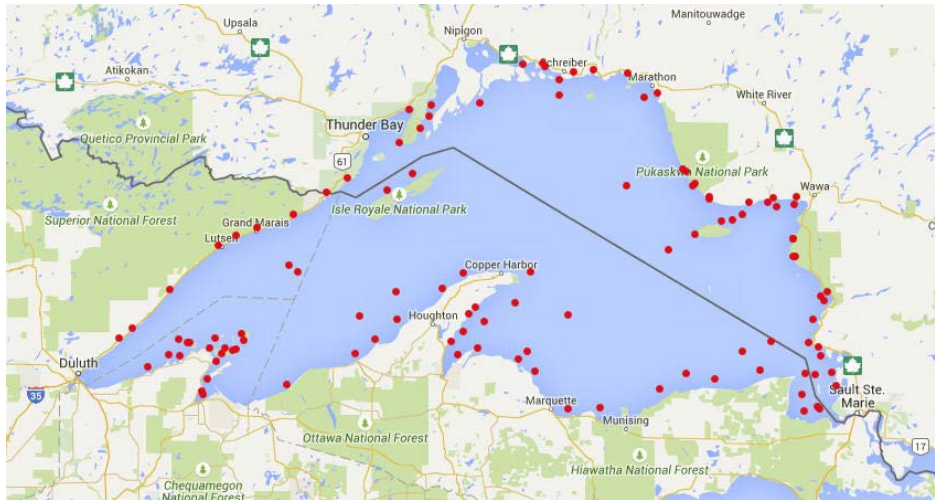 Manitouwadge
Upsala
Nipigon
Atikokan
Schreiber
Marathon
White River
Thunder Bay
Quetico Provincial Park
61
Pukaskwa National Park
Wawa
Superior National Forest
Isle Royale National Park
Grand Marais
Lutsen
Copper Harbor
Houghton
Duluth
35
Marquette
Sault Ste.
Marie
Munising
Ottawa National Forest
17
Hiawatha National Forest
Chequamegon
National Forest